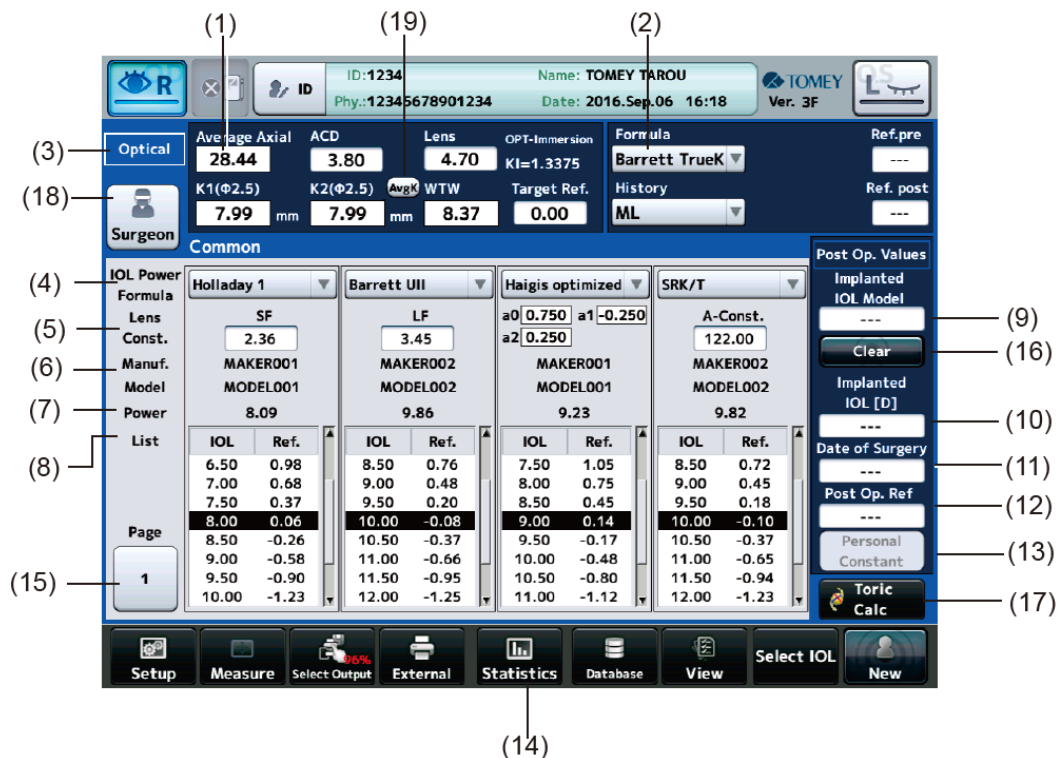 (1) (19) (2)
R ID ID:1234 Name: TOMEY TAROU TOMEY L
Phy.:12345678901234 Date: 2016.Sep.06 16:18 Ver. 3F
(3) Optical Average Axial ACD Lens OPT-Immersion Formula Ref.pre
28.44 3.80 4.70 KI=1.3375 Barrett TrueK ---
(18) K1(Φ2.5) K2(Φ2.5) AvgK WTW Target Ref. History Ref. post
7.99 mm 7.99 mm 8.37 0.00 ML ---
Surgeon
Common Post Op. Values
(4) IOL Power Formula Holladay 1 Barrett UII Haigis optimized SRK/T Implanted IOL Model
(5) Lens Const. SF LF a0 0.750 a1 -0.250 A-Const. --- (9)
2.36 3.45 a2 0.250 122.00
(6) Manuf. MAKER001 MAKER002 MAKER001 MAKER002 Clear (16)
Model MODEL001 MODEL002 MODEL001 MODEL002 Implanted IOL [D]
(7) Power 8.09 9.86 9.23 9.82 --- (10)
(8) List IOL Ref. IOL Ref. IOL Ref. IOL Ref. Date of Surgery
6.50 0.98 8.50 0.76 7.50 1.05 8.50 0.72 --- (11)
7.00 0.68 9.00 0.48 8.00 0.75 9.00 0.45 Post Op. Ref
7.50 0.37 9.50 0.20 8.50 0.45 9.50 0.18 --- (12)
8.00 0.06 10.00 -0.08 9.00 0.14 10.00 -0.10
Page 8.50 -0.26 10.50 -0.37 9.50 -0.17 10.50 -0.37 Personal
9.00 -0.58 11.00 -0.66 10.00 -0.48 11.00 -0.65 Constant (13)
(15) 1 9.50 -0.90 11.50 -0.95 10.50 -0.80 11.50 -0.94 Toric
10.00 -1.23 12.00 -1.25 11.00 -1.12 12.00 -1.23 Calc (17)
96%
Setup Measure Select Output External Statistics Database View Select IOL New
(14)